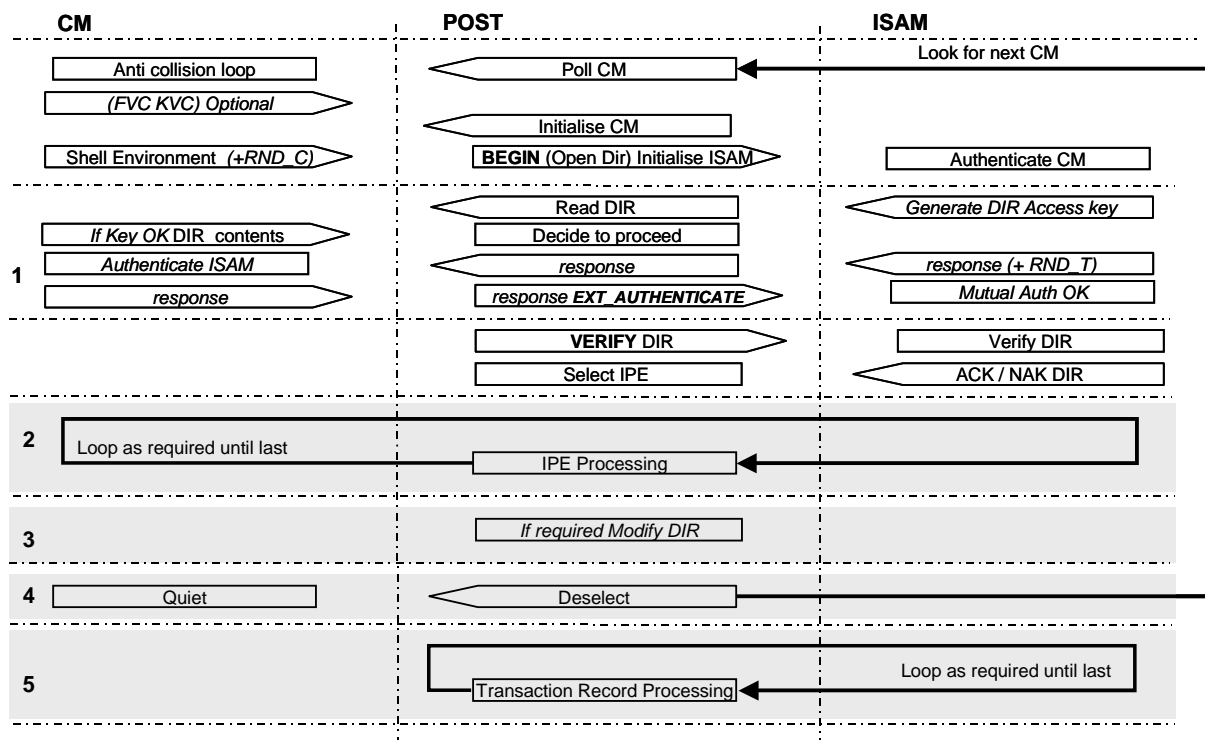 CM POST ISAM
Look for next CM
Anti collision loop Poll CM
(FVC KVC) Optional
Initialise CM
Shell Environment (+RND_C) BEGIN (Open Dir) Initialise ISAM Authenticate CM
Read DIR Generate DIR Access key
If Key OK DIR contents Decide to proceed
1 Authenticate ISAM response response (+ RND_T)
response response EXT_AUTHENTICATE Mutual Auth OK
VERIFY DIR Verify DIR
Select IPE ACK / NAK DIR
2 Loop as required until last
IPE Processing
3 If required Modify DIR
4 Quiet Deselect
5 Loop as required until last
Transaction Record Processing